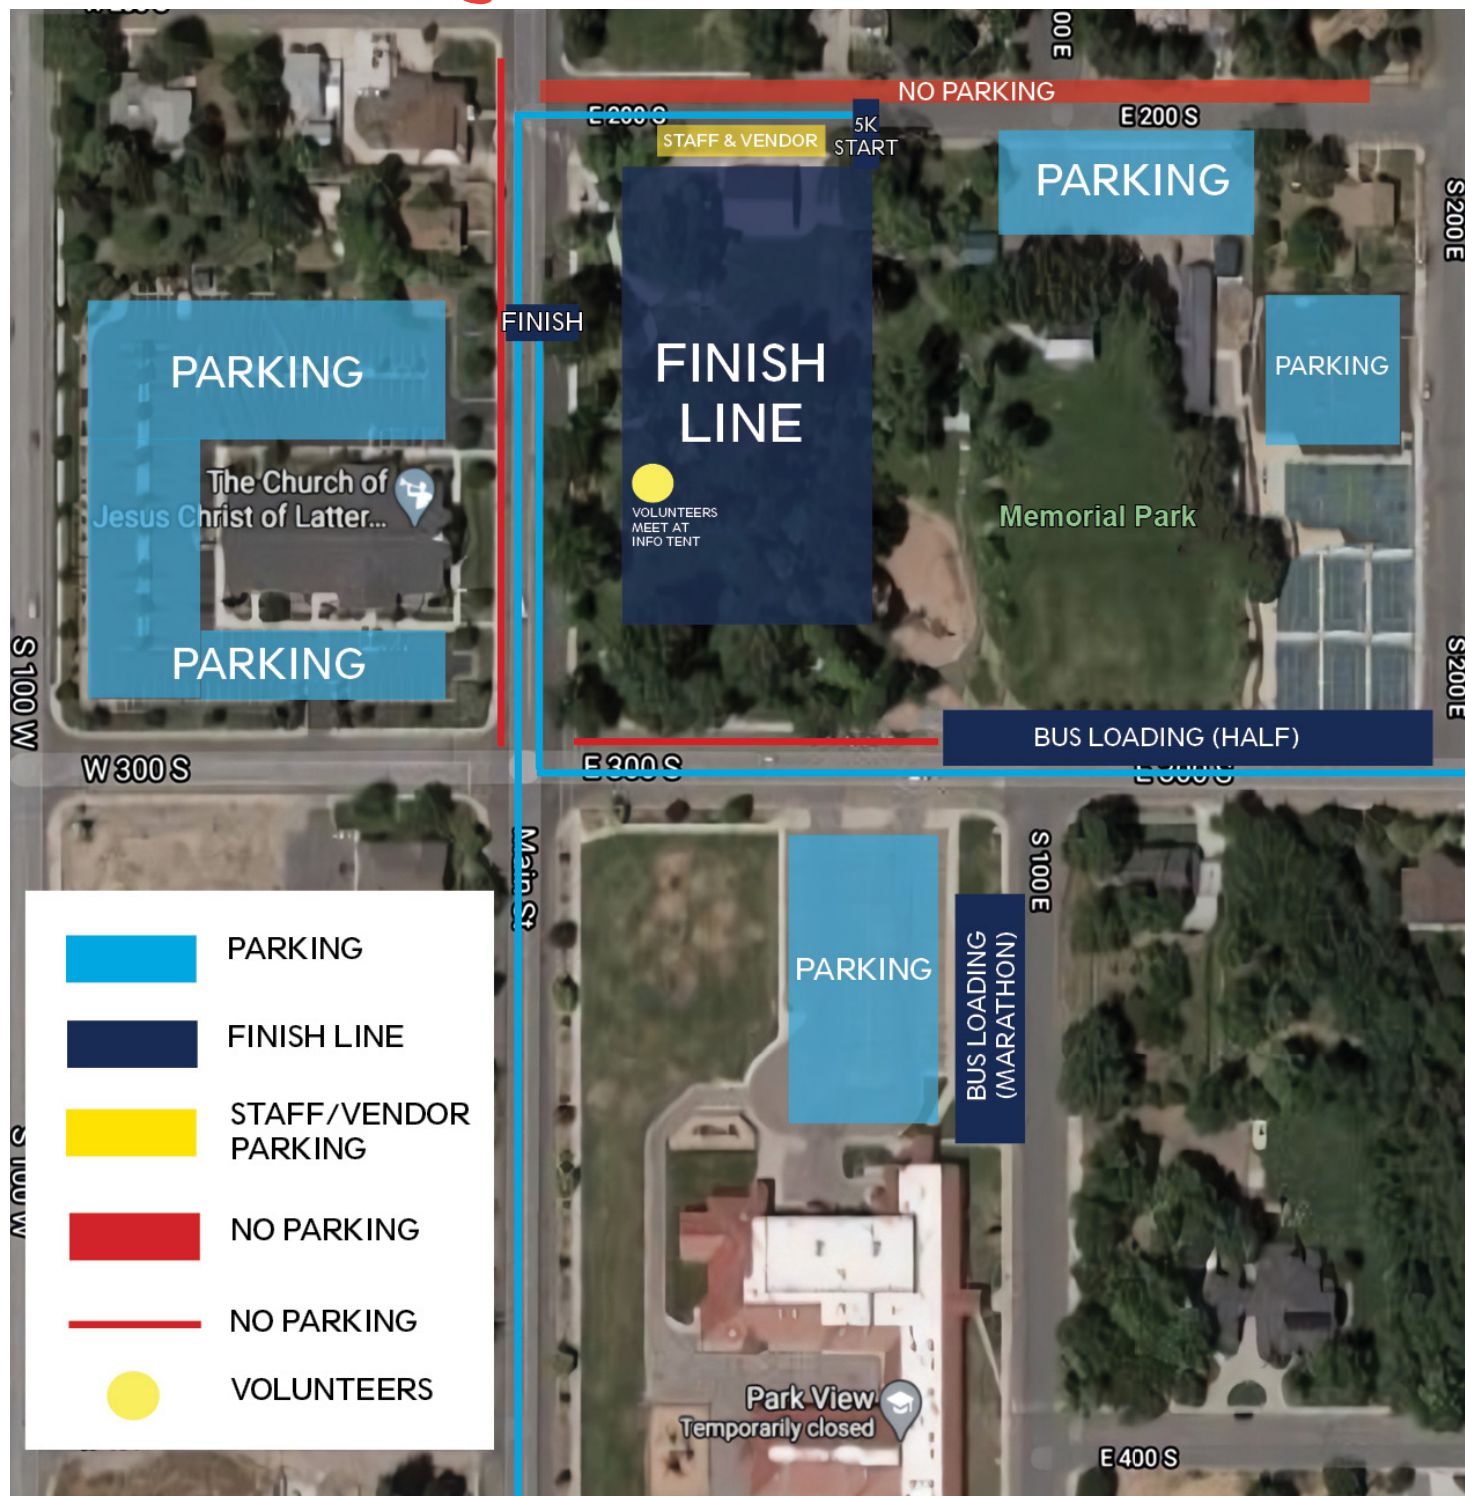 NO PARKING
E 200 S
E 200 S
5K
START
STAFF & VENDOR
PARKING
S 200 E
FINISH
PARKING
FINISH
LINE
PARKING
The Church of
Jesus Christ of Latter...
VOLUNTEERS
MEET AT
INFO TENT
Memorial Park
S 100 W
PARKING
S 200 E
BUS LOADING (HALF)
W 300 S
E 300 S
E 300 S
Main St
S 100 E
PARKING
BUS LOADING
(MARATHON)
PARKING
FINISH LINE
STAFF/VENDOR
PARKING
NO PARKING
NO PARKING
VOLUNTEERS
S 100 W
Park View
Temporarily closed
E 400 S